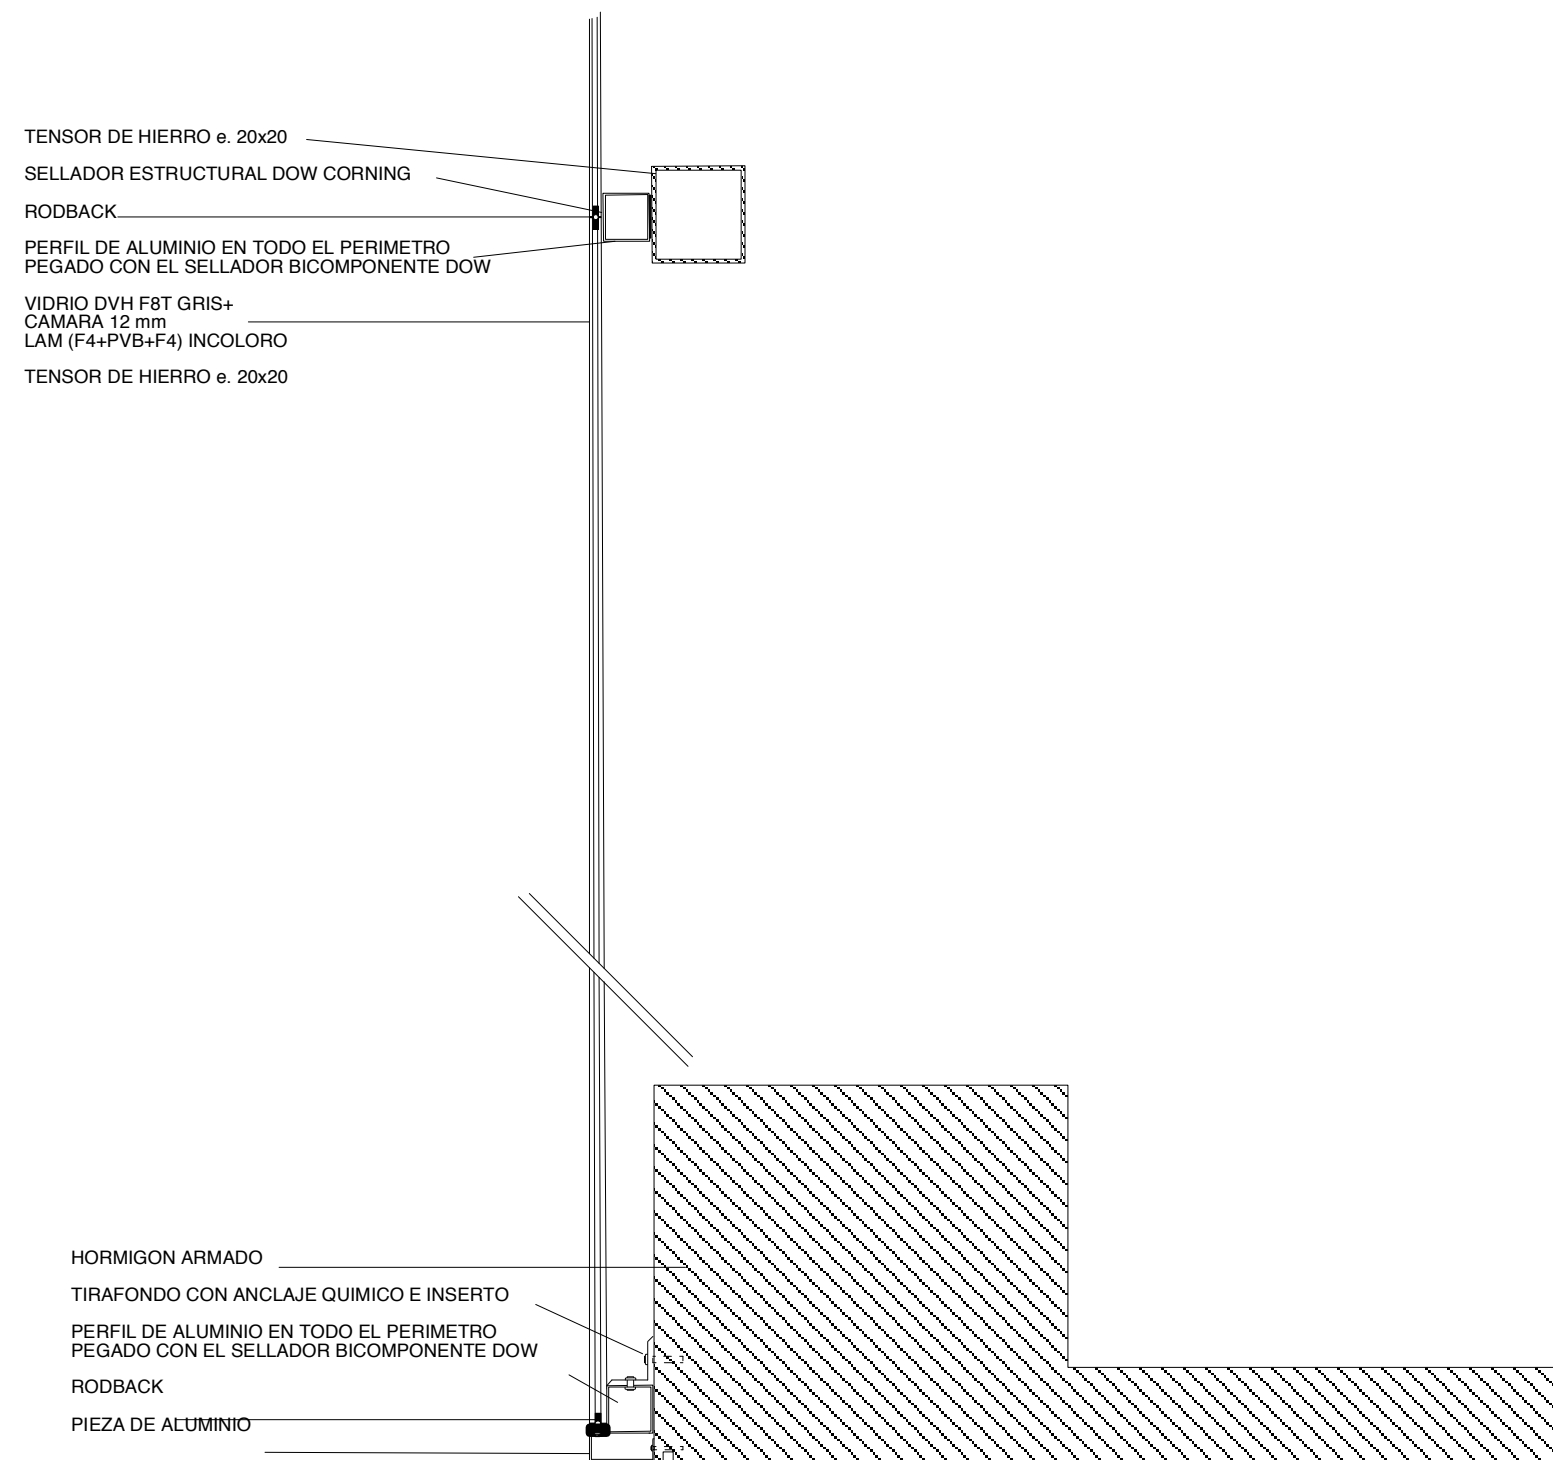 TENSOR DE HIERRO e. 20x20
SELLADOR ESTRUCTURAL DOW CORNING
RODBACK
PERFIL DE ALUMINIO EN TODO EL PERIMETRO
PEGADO CON EL SELLADOR BICOMPONENTE DOW
VIDRIO DVH F8T GRIS+
CAMARA 12 mm
LAM (F4+PVB+F4) INCOLORO
TENSOR DE HIERRO e. 20x20
HORMIGON ARMADO
TIRAFONDO CON ANCLAJE QUIMICO E INSERTO
PERFIL DE ALUMINIO EN TODO EL PERIMETRO
PEGADO CON EL SELLADOR BICOMPONENTE DOW
RODBACK
PIEZA DE ALUMINIO